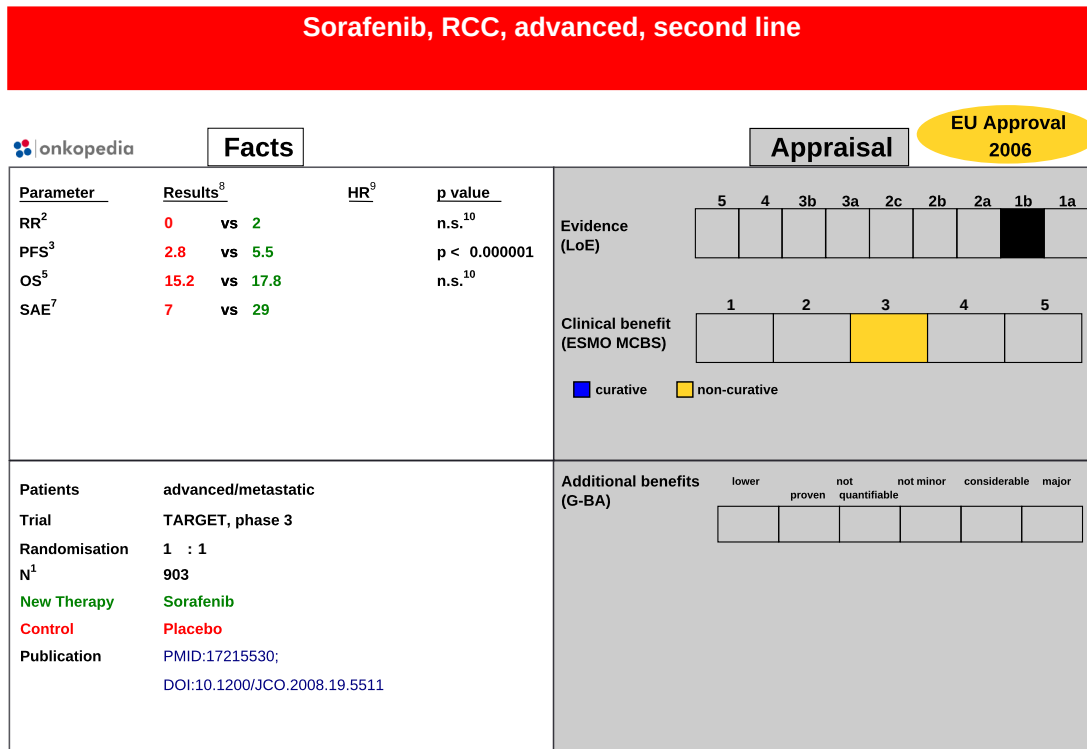 Sorafenib, RCC, advanced, second line
EU Approval
2006
onkopedia
Facts
Appraisal
Parameter Results8 HR9 p value
RR2 0 vs 2 n.s.10
PFS3 2.8 vs 5.5 p < 0.000001
OS5 15.2 vs 17.8 n.s.10
SAE7 7 vs 29
5 4 3b 3a 2c 2b 2a 1b 1a
Evidence
(LoE)
1 2 3 4 5
Clinical benefit
(ESMO MCBS)
curative non-curative
Patients advanced/metastatic
Trial TARGET, phase 3
Randomisation 1 : 1
N1 903
New Therapy Sorafenib
Control Placebo
Publication PMID:17215530;
DOI:10.1200/JCO.2008.19.5511
Additional benefits
(G-BA)
lower not not minor considerable major
proven quantifiable